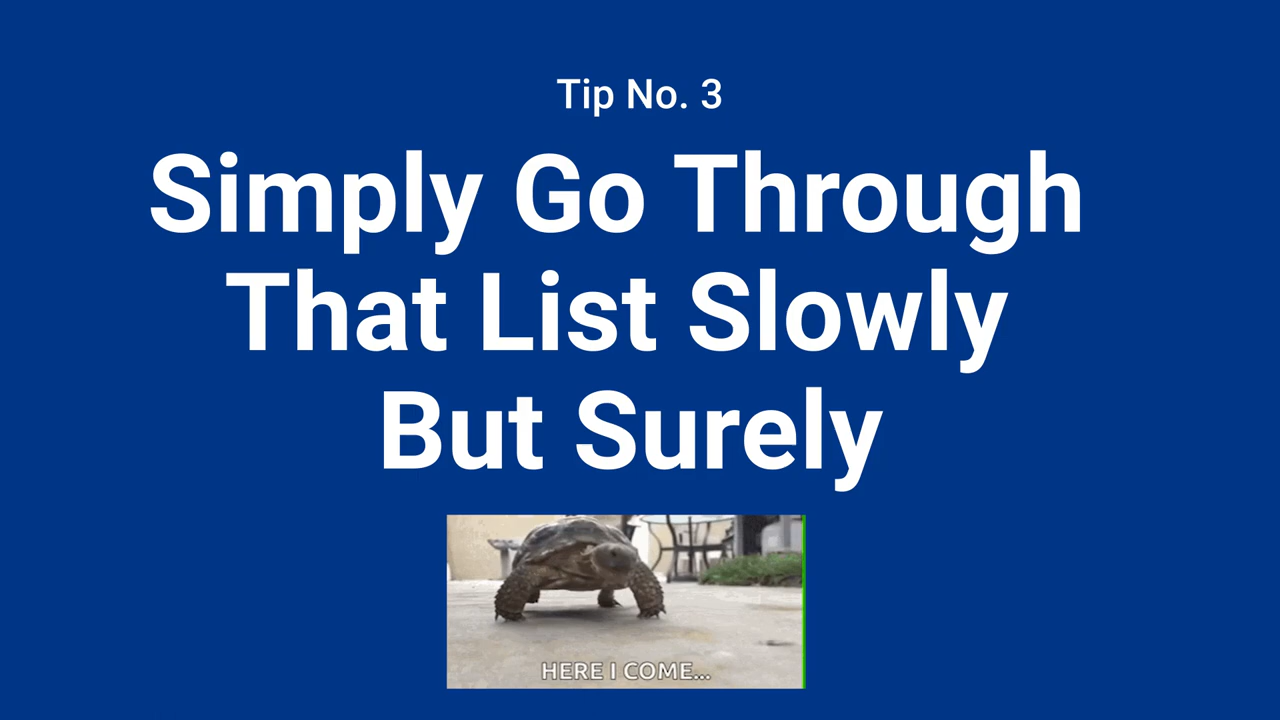 Tip No. 3
Simply Go Through
That List Slowly
But Surely
HERE I COME...